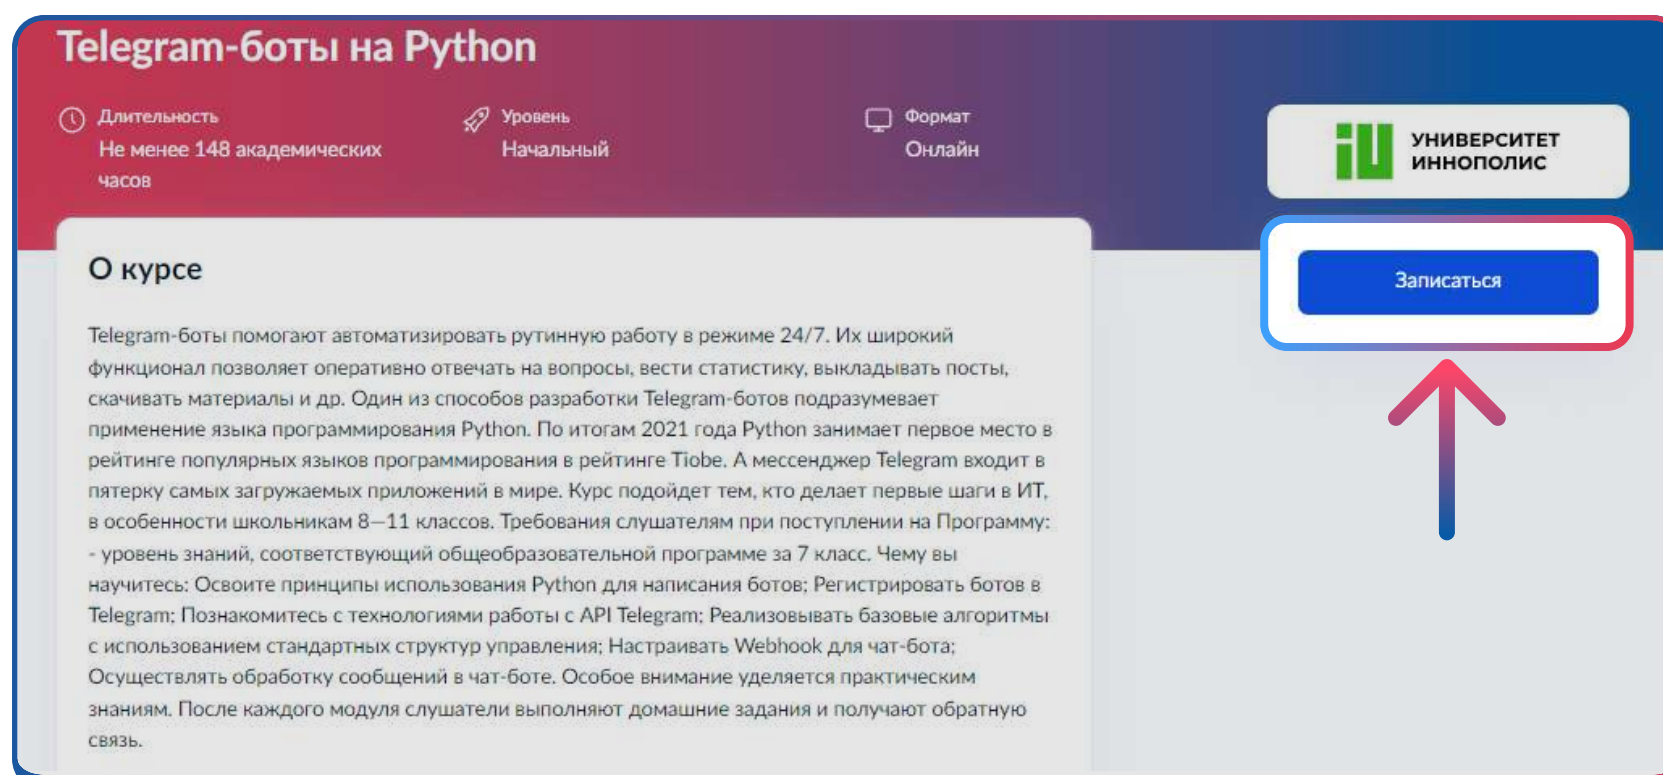 Telegram-боты на Python
Длительность
Не менее 148 академических
часов
Уровень
Начальный
Формат
Онлайн
УНИВЕРСИТЕТ
ИННОПОЛИС
Записаться
О курсе
Telegram-боты помогают автоматизировать рутинную работу в режиме 24/7. Их широкий
функционал позволяет оперативно отвечать на вопросы, вести статистику, выкладывать посты,
скачивать материалы и др. Один из способов разработки Telegram-ботов подразумевает
применение языка программирования Python. По итогам 2021 года Python занимает первое место в
рейтинге популярных языков программирования в рейтинге Tiobe. А мессенджер Telegram входит в
пятерку самых загружаемых приложений в мире. Курс подойдет тем, кто делает первые шаги в ИТ,
в особенности школьникам 8—11 классов. Требования слушателям при поступлении на Программу:
- уровень знаний, соответствующий общеобразовательной программе за 7 класс. Чему вы
научитесь: Освоите принципы использования Python для написания ботов; Регистрировать ботов в
Telegram; Познакомитесь с технологиями работы с API Telegram; Реализовывать базовые алгоритмы
с использованием стандартных структур управления; Настраивать Webhook для чат-бота;
Осуществлять обработку сообщений в чат-боте. Особое внимание уделяется практическим
знаниям. После каждого модуля слушатели выполняют домашние задания и получают обратную
связь.